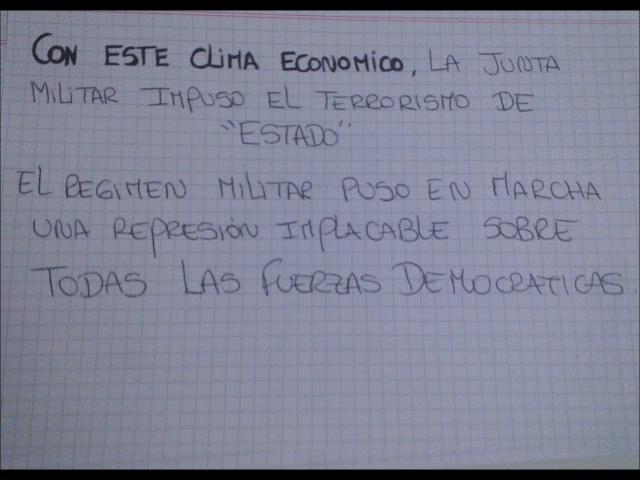 CON ESTE CLIMA ECONOMICO, LA JUNTA
MILITAR IMPUSO EL TERRORISMO DE
"ESTADO"
EL REGIMEN MILITAR PUSO EN MARCHA
UNA REPRESIÓN IMPLACABLE SOBRE
TODAS LAS FUERZAS DEMOCRATICAS.